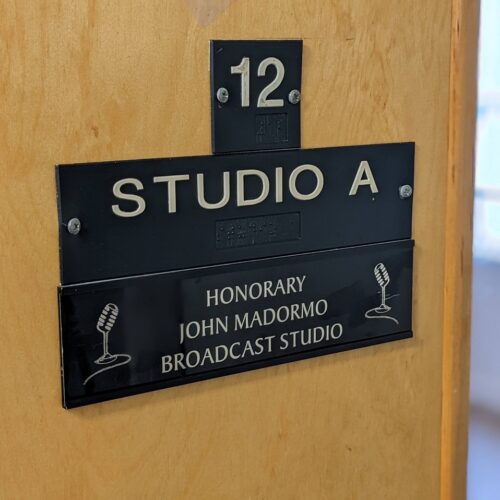 12
STUDIO A
HONORARY
JOHN MADORMO
BROADCAST STUDIO